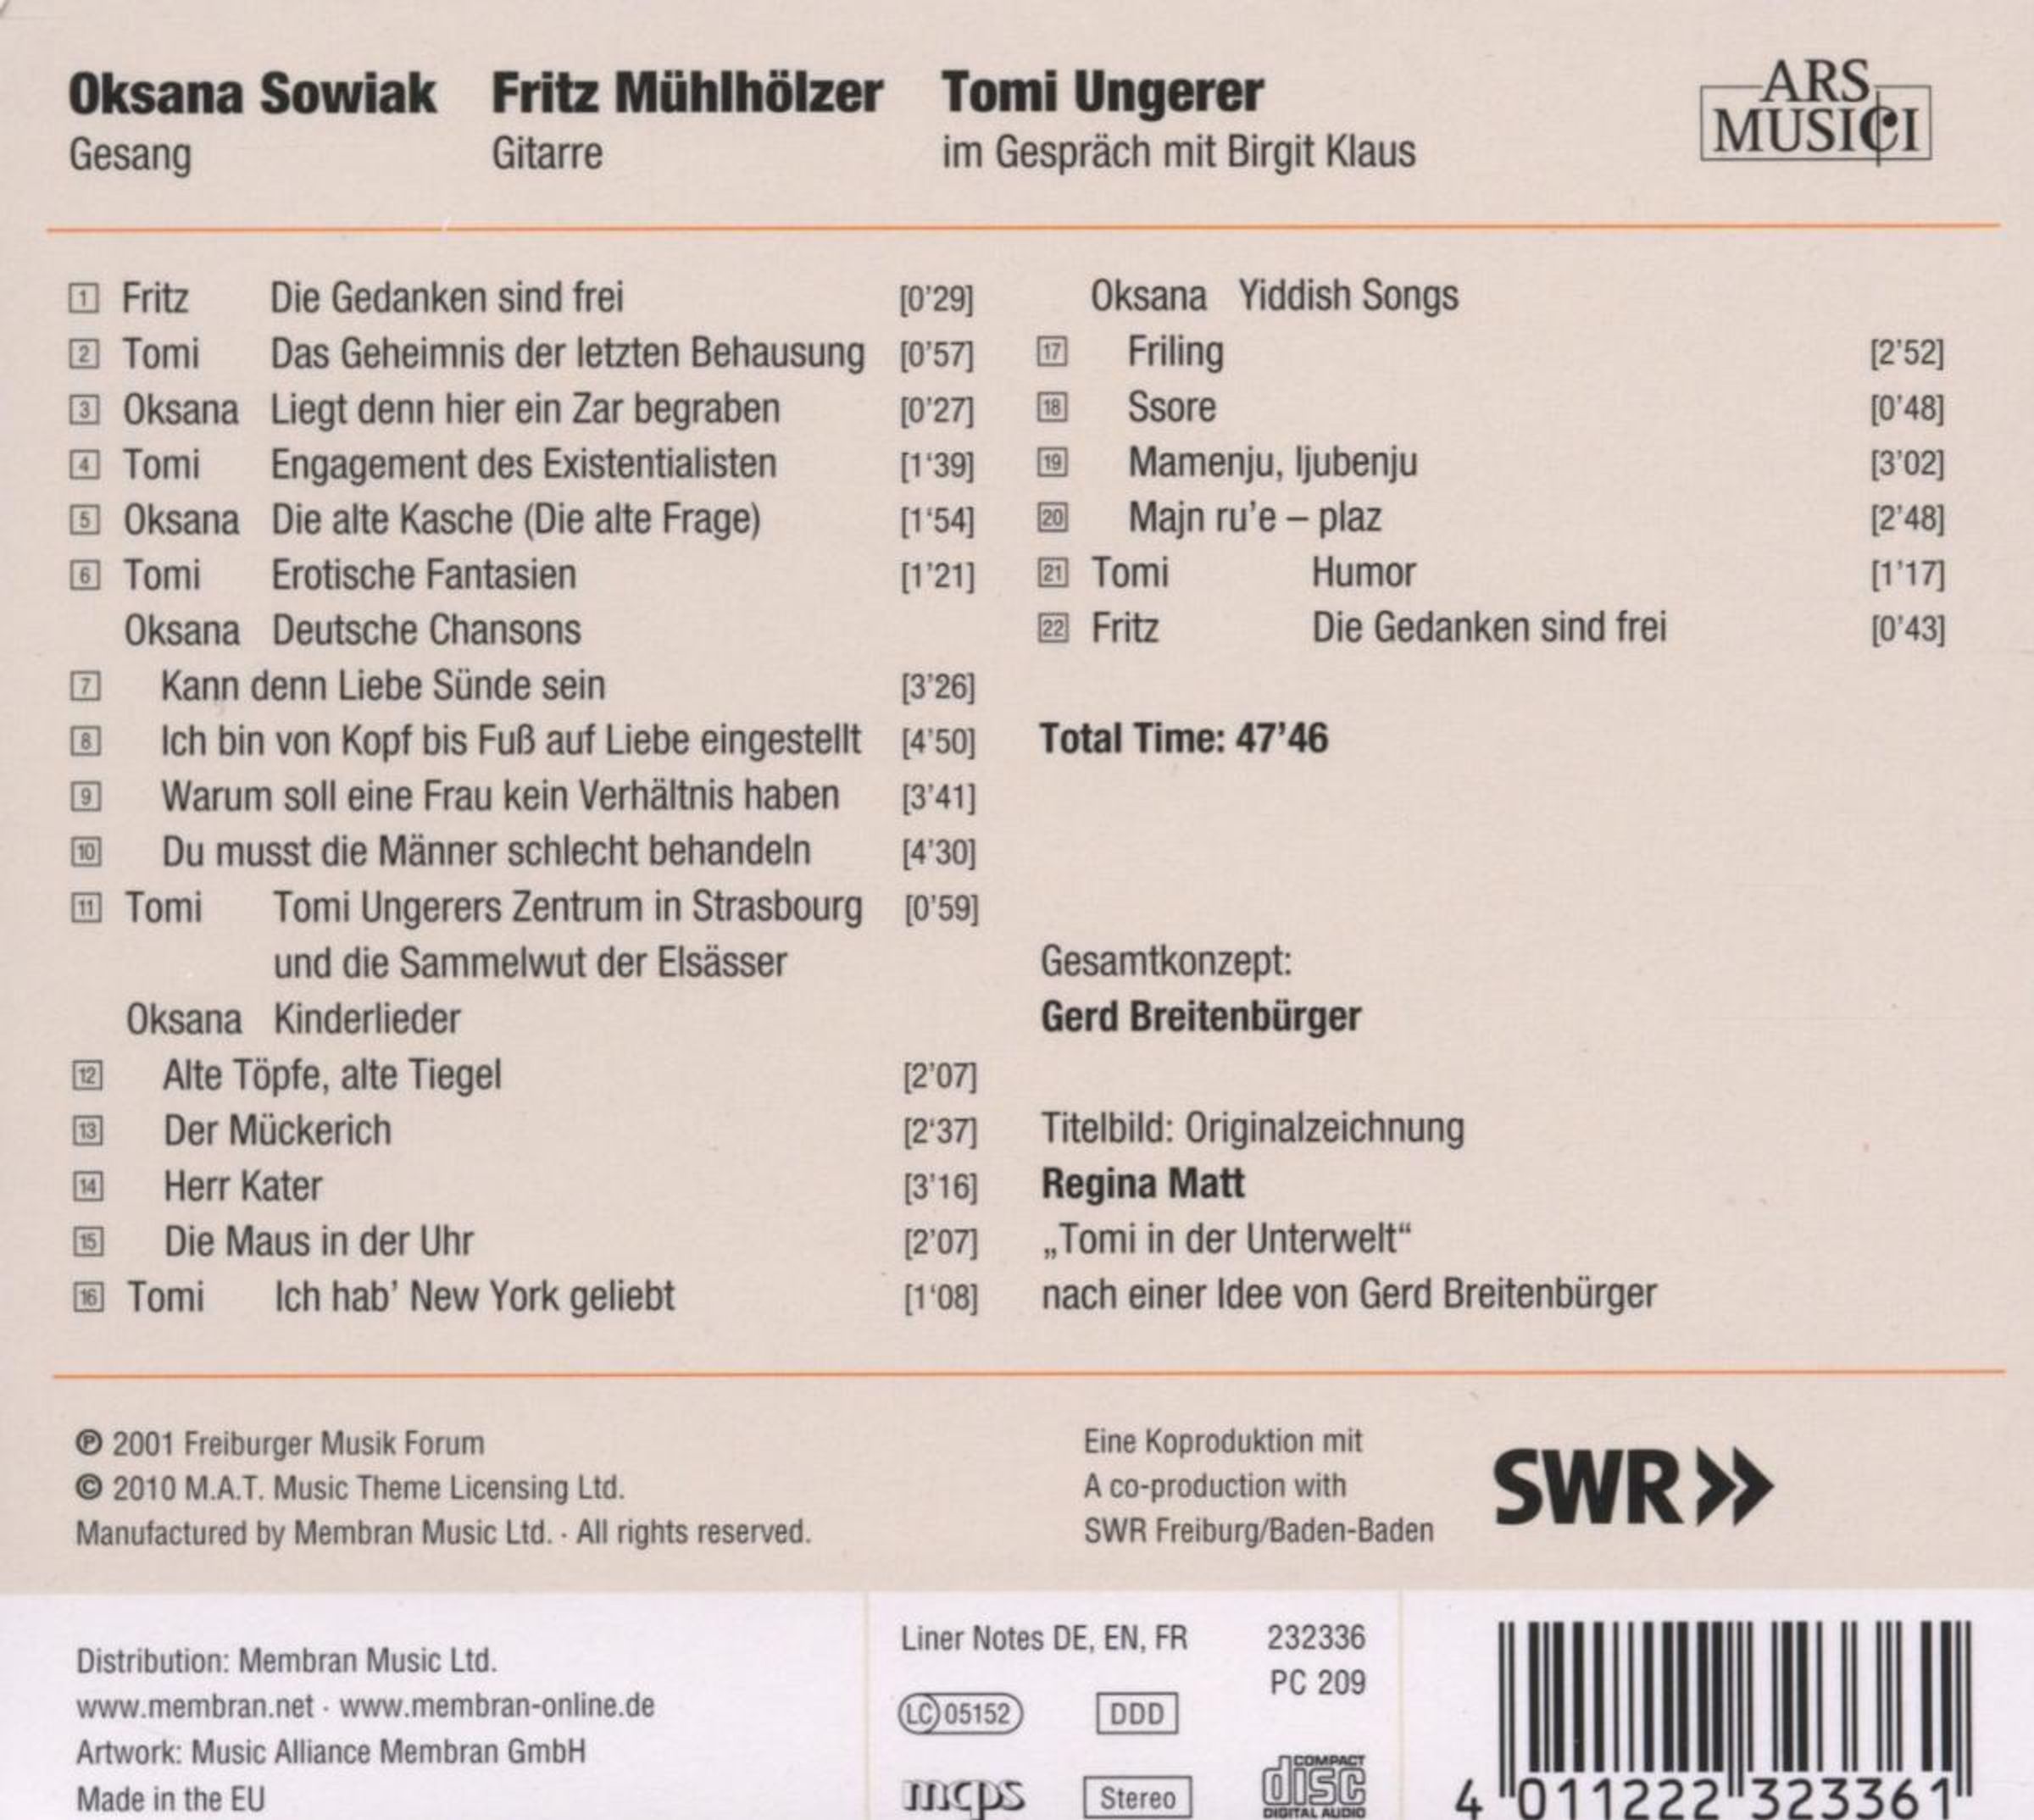 Oksana Sowiak Fritz Mühlhölzer Tomi Ungerer
Gesang Gitarre im Gespräch mit Birgit Klaus
ARS
MUSICI
1 Fritz Die Gedanken sind frei [0'29]
2 Tomi Das Geheimnis der letzten Behausung [0'57]
3 Oksana Liegt denn hier ein Zar begraben [0'27]
4 Tomi Engagement des Existentialisten [1‘39]
5 Oksana Die alte Kasche (Die alte Frage) [1‘54]
6 Tomi Erotische Fantasien [1'21]
Oksana Deutsche Chansons
7 Kann denn Liebe Sünde sein [3'26]
8 Ich bin von Kopf bis Fuß auf Liebe eingestellt [4'50]
9 Warum soll eine Frau kein Verhältnis haben [3'41]
10 Du musst die Männer schlecht behandeln [4'30]
11 Tomi Tomi Ungerers Zentrum in Strasbourg [0'59]
und die Sammelwut der Elsässer
Oksana Kinderlieder
12 Alte Töpfe, alte Tiegel [2'07]
13 Der Mückerich [2‘37]
14 Herr Kater [3'16]
15 Die Maus in der Uhr [2'07]
16 Tomi Ich hab' New York geliebt [1‘08]
Oksana Yiddish Songs
17 Friling [2'52]
18 Ssore [0'48]
19 Mamenju, ljubenju [3'02]
20 Majn ru'e – plaz [2'48]
21 Tomi Humor [1'17]
22 Fritz Die Gedanken sind frei [0'43]
Total Time: 47'46
Gesamtkonzept:
Gerd Breitenbürger
Titelbild: Originalzeichnung
Regina Matt
„Tomi in der Unterwelt“
nach einer Idee von Gerd Breitenbürger
℗ 2001 Freiburger Musik Forum
© 2010 M.A.T. Music Theme Licensing Ltd.
Manufactured by Membran Music Ltd. · All rights reserved.
Eine Koproduktion mit
A co-production with
SWR Freiburg/Baden-Baden
SWR
Distribution: Membran Music Ltd.
www.membran.net · www.membran-online.de
Artwork: Music Alliance Membran GmbH
Made in the EU
Liner Notes DE, EN, FR 232336
PC 209
LC 05152 DDD
mcps Stereo
COMPACT
disc
DIGITAL AUDIO
4 011222 323361